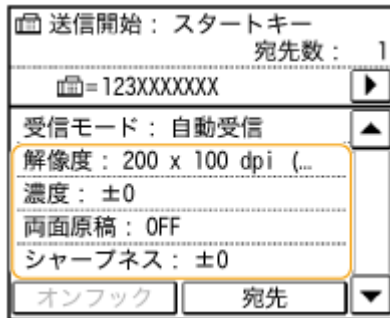 送信開始： スタートキー
宛先数： 1
=123XXXXXXX
受信モード： 自動受信
解像度： 200 x 100 dpi (…
濃度： ±0
両面原稿： OFF
シャープネス： ±0
オンフック 宛先